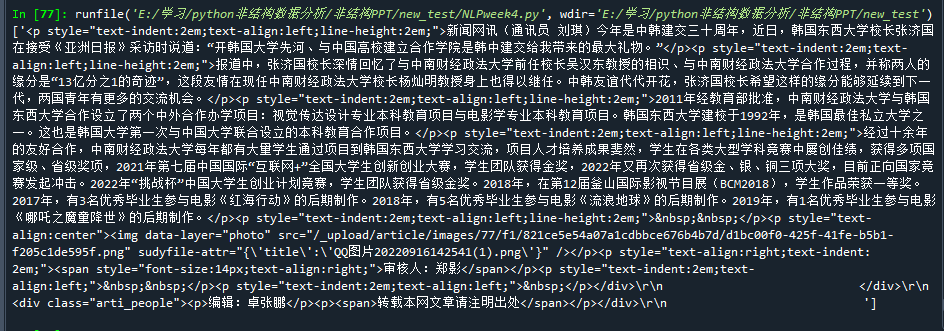 In [77]: runfile('E:/学习/python非结构数据分析/非结构PPT/new_test/NLPweek4.py', wdir='E:/学习/python非结构数据分析/非结构PPT/new_test')
['<p style="text-indent:2em;text-align:left;line-height:2em;">新闻网讯（通讯员 刘琪）今年是中韩建交三十周年，近日，韩国东西大学校长张济国
在接受《亚洲日报》采访时说道：“开韩国大学先河、与中国高校建立合作学院是韩中建交给我带来的最大礼物。”</p><p style="text-indent:2em;text-
align:left;line-height:2em;">报道中，张济国校长深情回忆了与中南财经政法大学前任校长吴汉东教授的相识、与中南财经政法大学合作过程，并称两人的
缘分是“13亿分之1的奇迹”，这段友情在现任中南财经政法大学校长杨灿明教授身上也得以继任。中韩友谊代代开花，张济国校长希望这样的缘分能够延续到下一
代，两国青年有更多的交流机会。</p><p style="text-indent:2em;text-align:left;line-height:2em;">2011年经教育部批准，中南财经政法大学与韩国
东西大学合作设立了两个中外合作办学项目：视觉传达设计专业本科教育项目与电影学专业本科教育项目。韩国东西大学建校于1992年，是韩国最佳私立大学之
一。这也是韩国大学第一次与中国大学联合设立的本科教育合作项目。</p><p style="text-indent:2em;text-align:left;line-height:2em;">经过十余年
的友好合作，中南财经政法大学每年都有大量学生通过项目到韩国东西大学学习交流，项目人才培养成果斐然，学生在各类大型学科竞赛中屡创佳绩，获得多项国
家级、省级奖项，2021年第七届中国国际“互联网+”全国大学生创新创业大赛，学生团队获得金奖，2022年又再次获得省级金、银、铜三项大奖，目前正向国家竞
赛发起冲击。2022年“挑战杯”中国大学生创业计划竞赛，学生团队获得省级金奖。2018年，在第12届釜山国际影视节目展（BCM2018），学生作品荣获一等奖。
2017年，有3名优秀毕业生参与电影《红海行动》的后期制作。2018年，有5名优秀毕业生参与电影《流浪地球》的后期制作。2019年，有1名优秀毕业生参与电影
《哪吒之魔童降世》的后期制作。</p><p style="text-indent:2em;text-align:left;line-height:2em;">&nbsp;&nbsp;</p><p style="text-
align:center"><img data-layer="photo" src="/_upload/article/images/77/f1/821ce5e54a07a1cdbbce676b4b7d/d1bc00f0-425f-41fe-b5b1-
f205c1de595f.png" sudyfile-attr="{\'title\':\'QQ图片20220916142541(1).png\'}" /></p><p style="text-align:right;text-indent:
2em;"><span style="font-size:14px;text-align:right;">审核人：郑影</span></p><p style="text-indent:2em;text-
align:left;">&nbsp;&nbsp;</p><p style="text-indent:2em;text-align:left;">&nbsp;</p></div>\r\n </div>\r\n
<div class="arti_people"><p>编辑：卓张鹏</p><p><span>转载本网文章请注明出处</span></p></div>\r\n ']